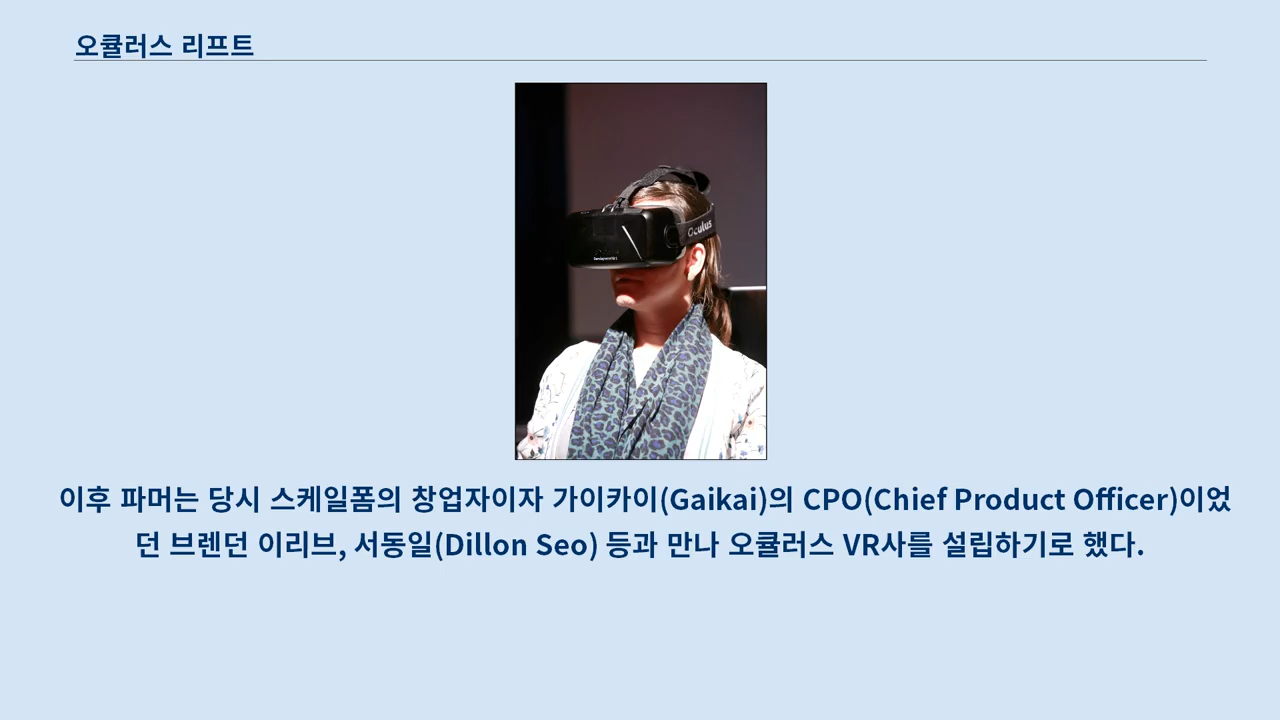 오큘러스 리프트
Oculus
이후 파머는 당시 스케일폼의 창업자이자 가이카이(Gaikai)의 CPO(Chief Product Officer)이었
던 브렌던 이리브, 서동일(Dillon Seo) 등과 만나 오큘러스 VR사를 설립하기로 했다.